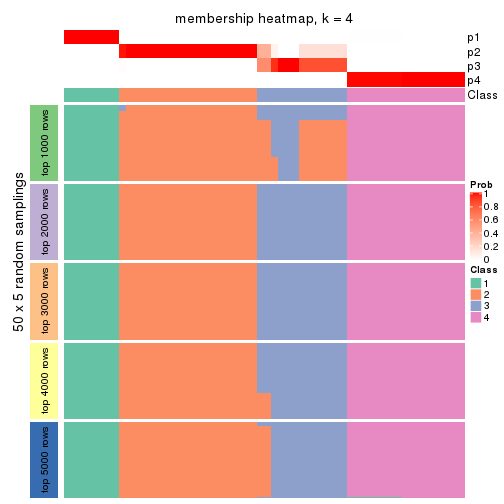 membership heatmap, k = 4
p1
p2
p3
p4
Class
50 x 5 random samplings
top 1000 rows
top 2000 rows
top 3000 rows
top 4000 rows
top 5000 rows
Prob
1
0.8
0.6
0.4
0.2
0
Class
1
2
3
4